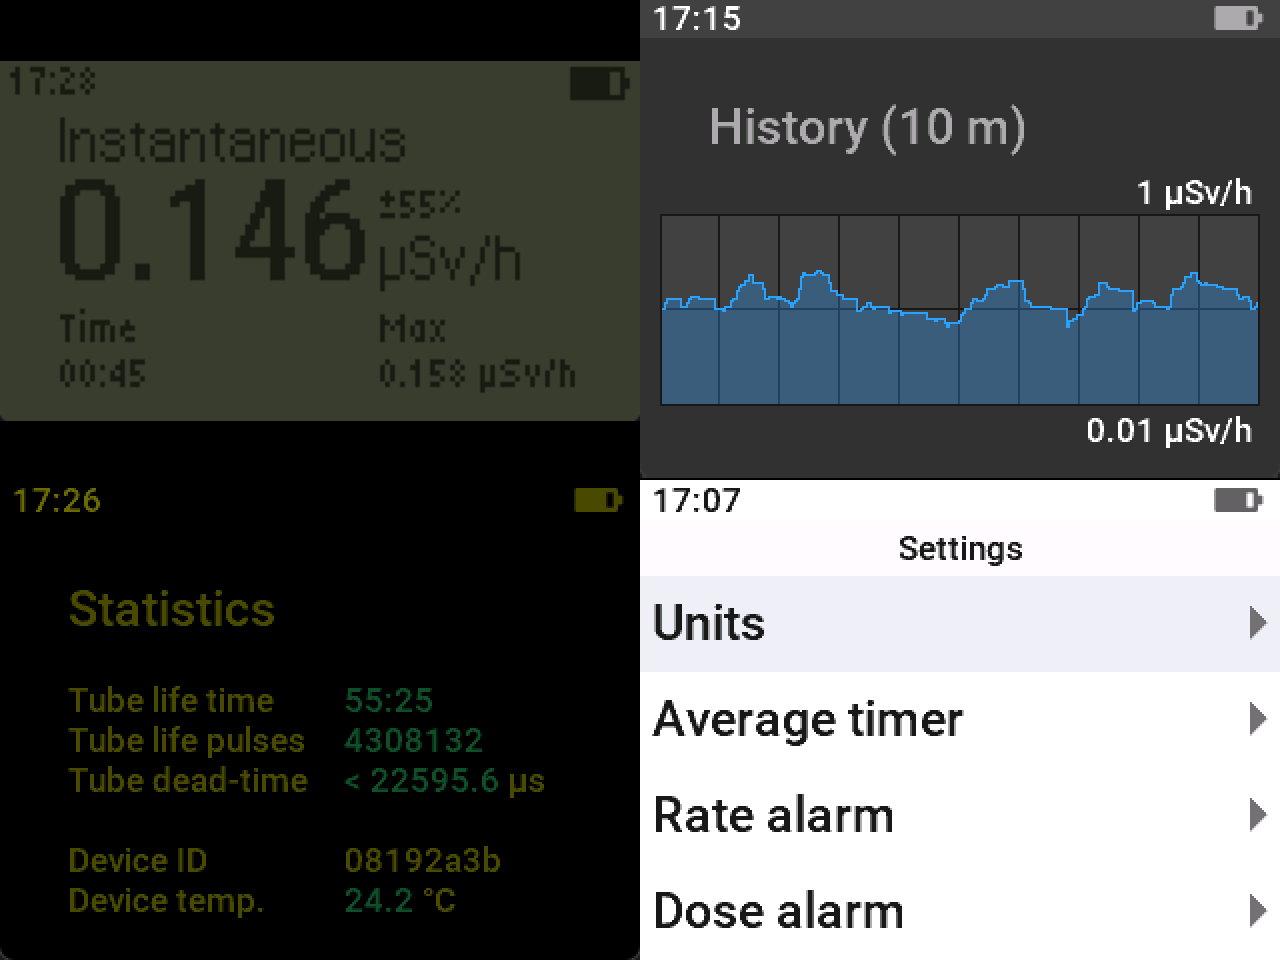 17:28
Instantaneous
0.146 ±55% µSv/h
Time
00:45
Max
0.158 µSv/h
17:15
History (10 m)
1 µSv/h
0.01 µSv/h
17:26
Statistics
Tube life time 55:25
Tube life pulses 4308132
Tube dead-time < 22595.6 µs
Device ID 08192a3b
Device temp. 24.2 °C
17:07
Settings
Units
Average timer
Rate alarm
Dose alarm